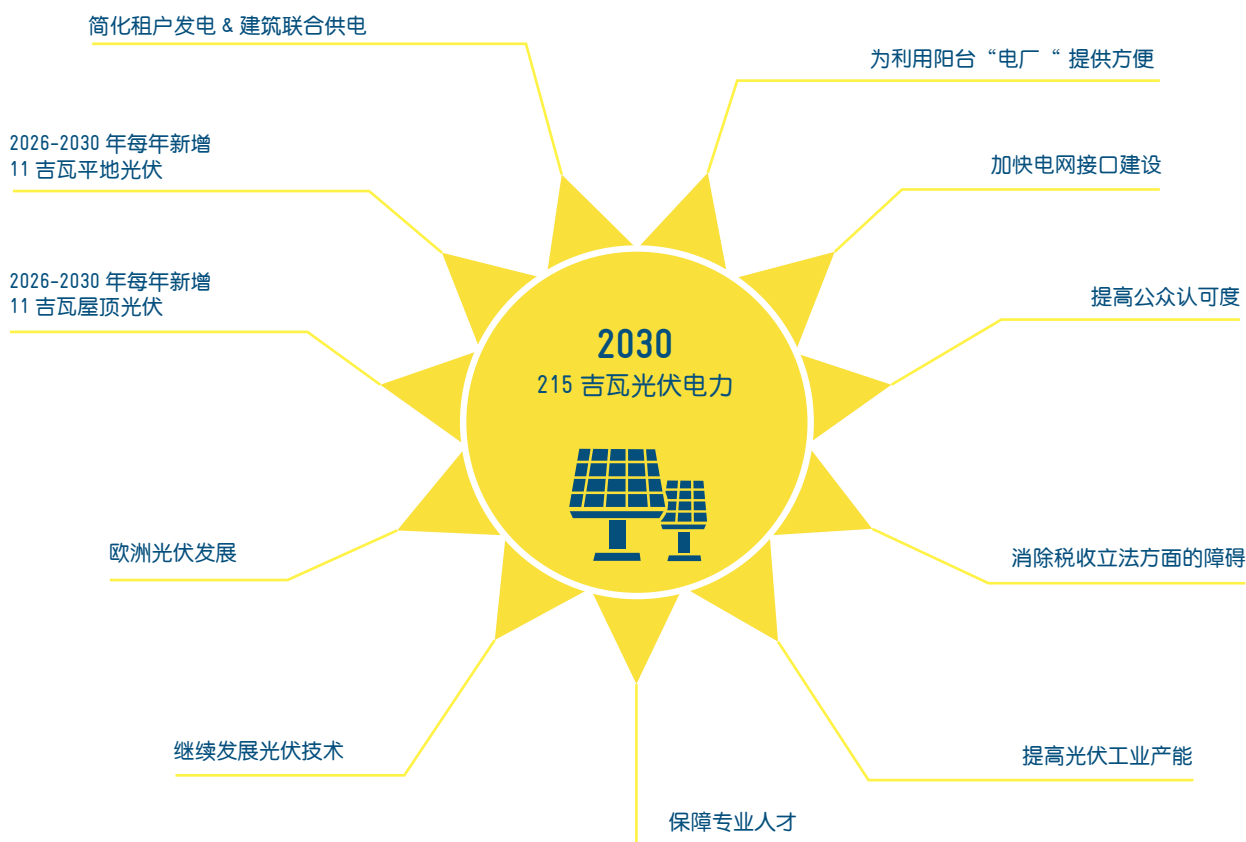 简化租户发电 & 建筑联合供电
为利用阳台“电厂“提供方便
2026-2030 年每年新增
11 吉瓦平地光伏
加快电网接口建设
2026-2030 年每年新增
11 吉瓦屋顶光伏
提高公众认可度
2030
215 吉瓦光伏电力
欧洲光伏发展
消除税收立法方面的障碍
继续发展光伏技术
提高光伏工业产能
保障专业人才